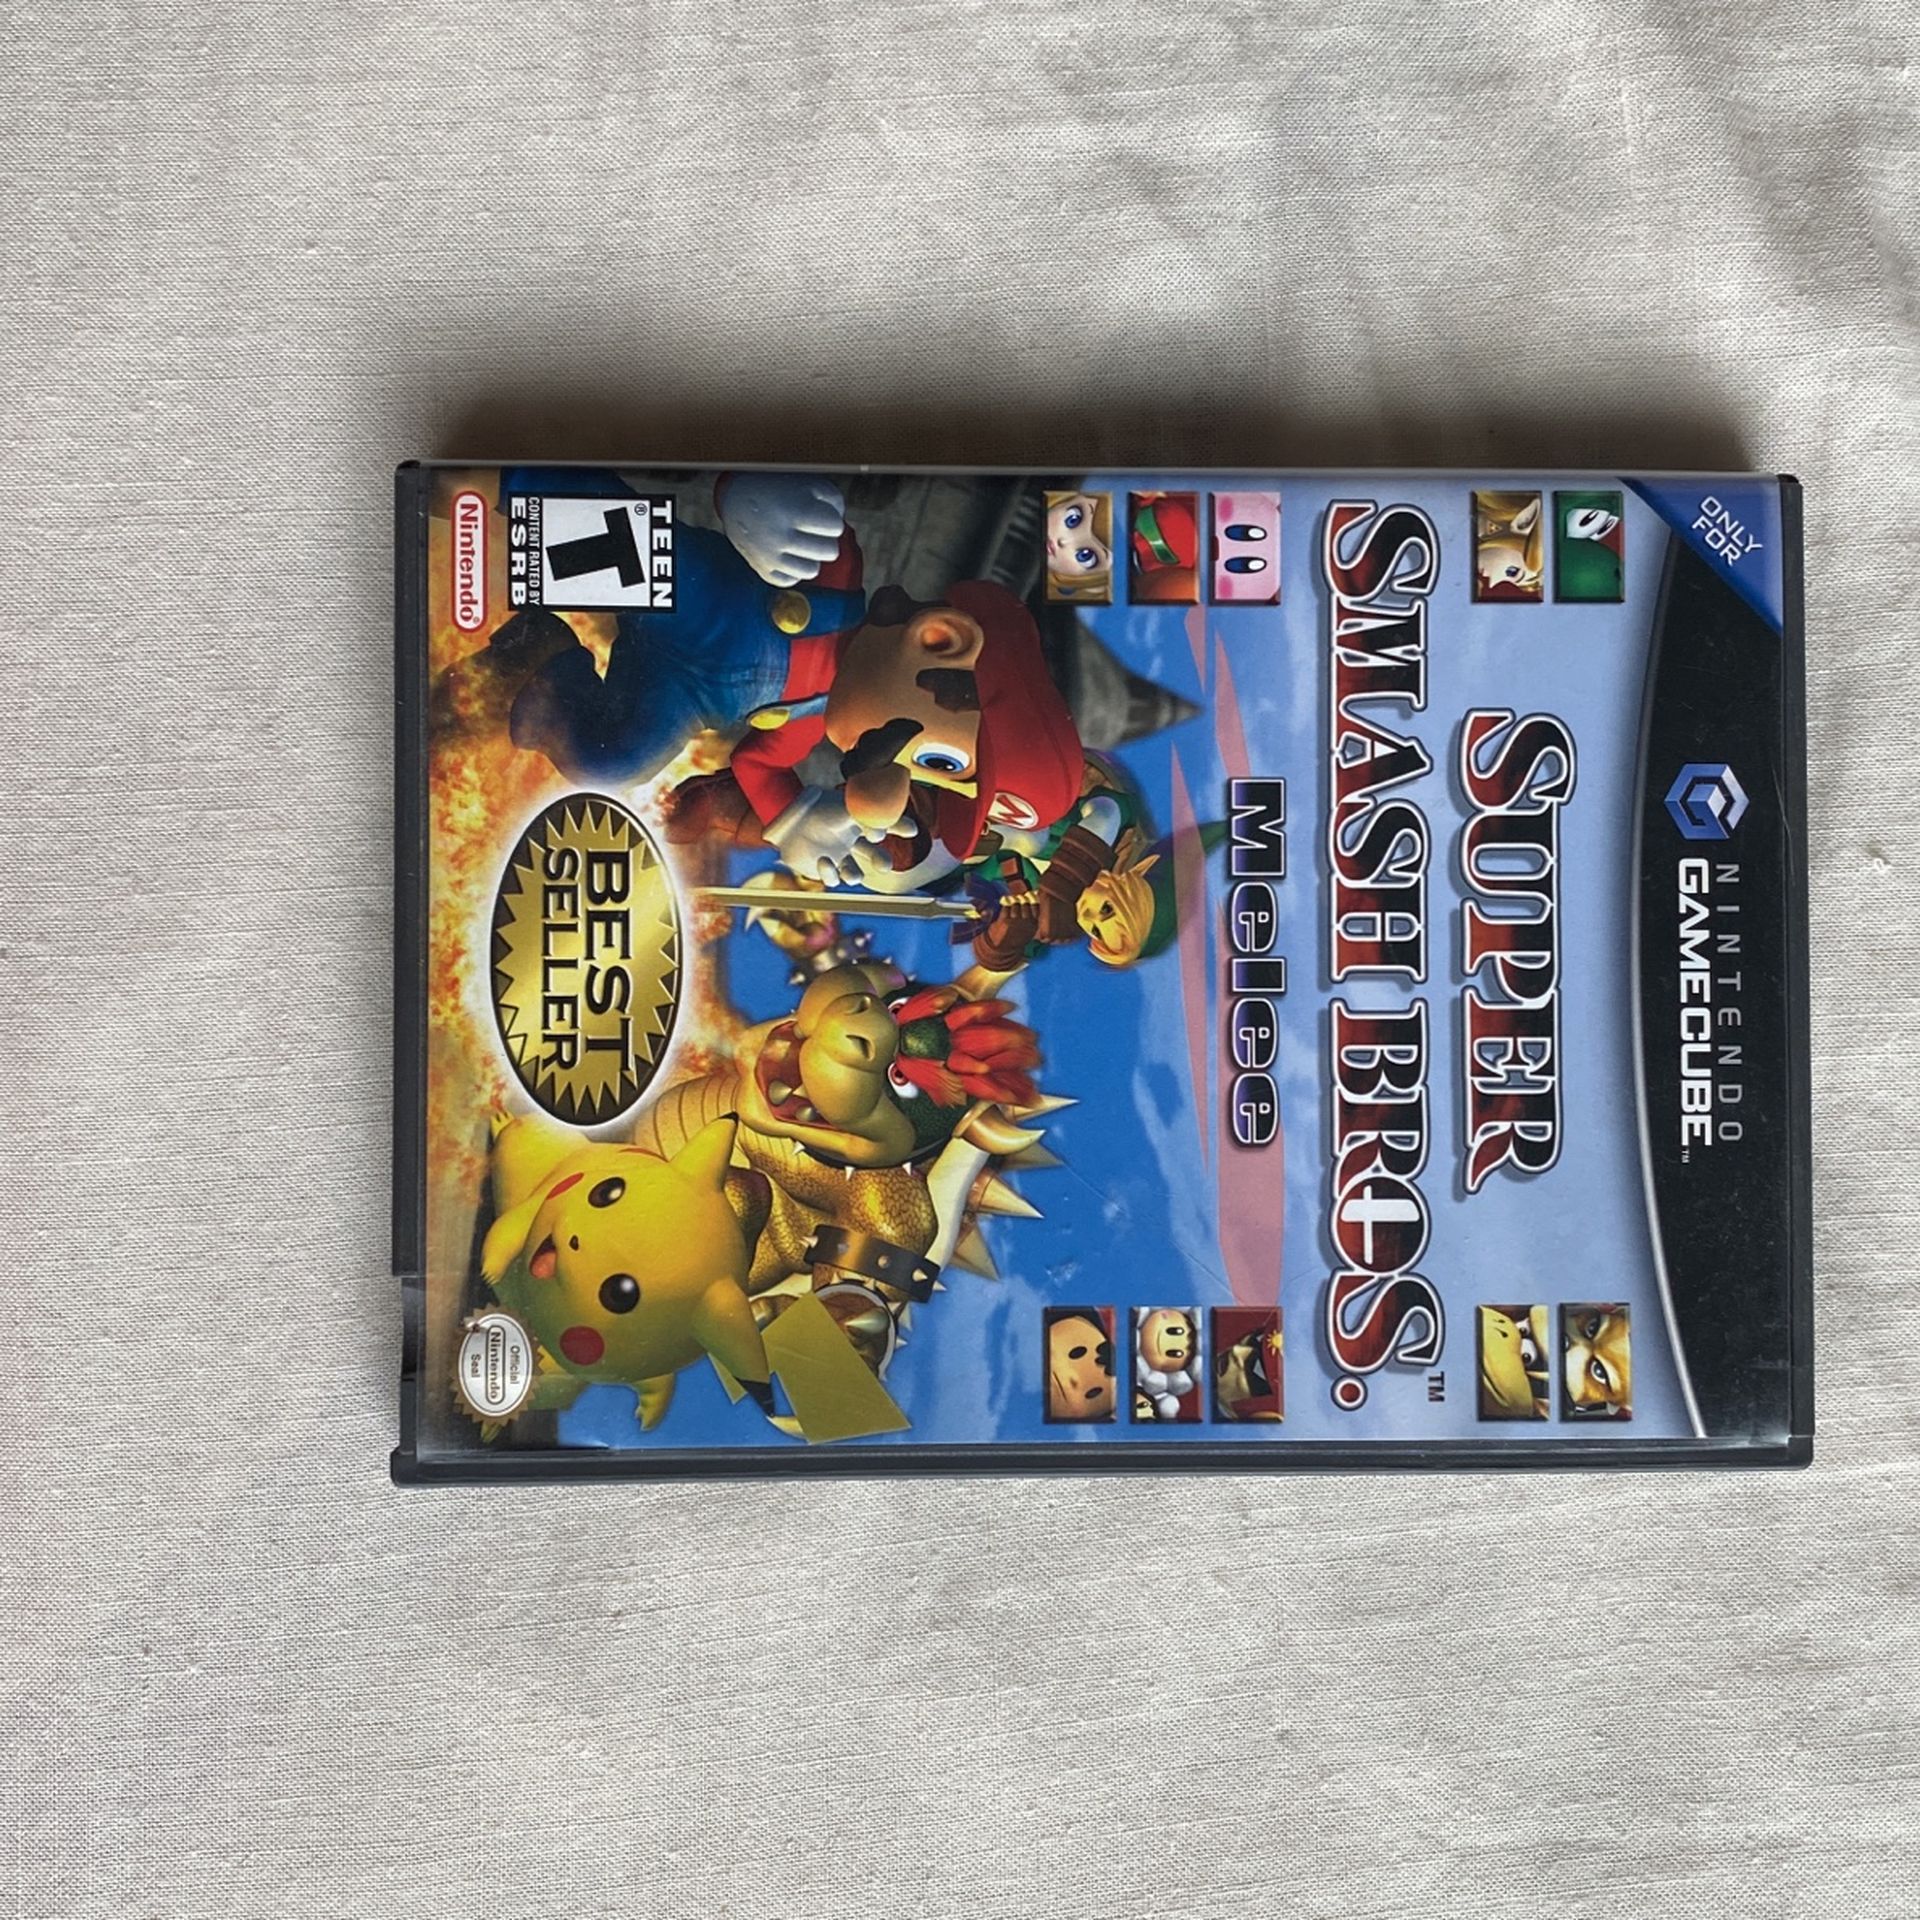 ONLY
FOR
NINTENDO
GAMECUBE™
SUPER
SMASH BROS.™
Melee
BEST
SELLER
TEEN
T®
CONTENT RATED BY
ESRB
Nintendo®
Official
Nintendo
Seal